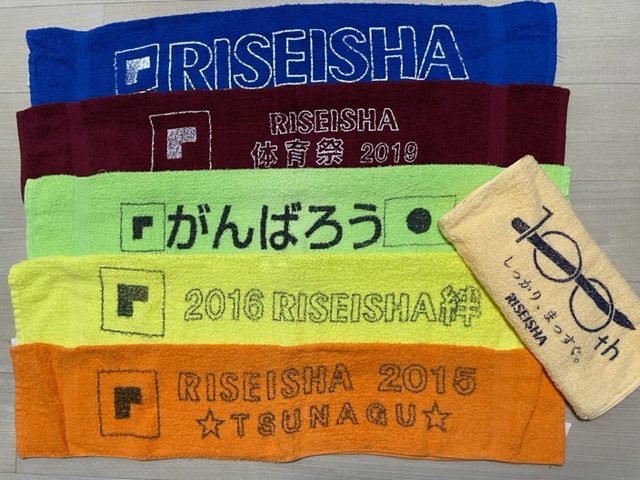 RISEISHA
RISEISHA
体育祭 2019
がんばろう
2016 RISEISHA絆
RISEISHA 2015
☆TSUNAGU☆
100th
しっかり、まっすぐ。
RISEISHA